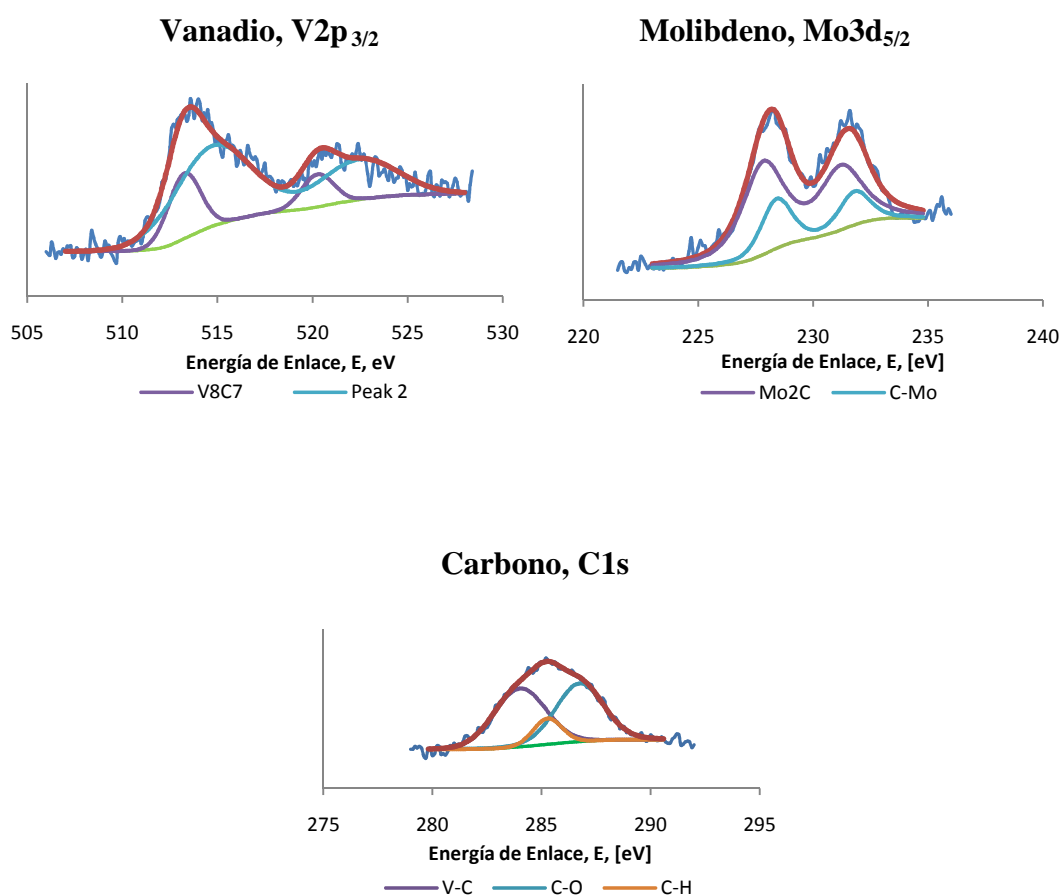 Vanadio, V2p 3/2
Molibdeno, Mo3d5/2
505 510 515 520 525 530
Energía de Enlace, E, eV
V8C7 Peak 2
220 225 230 235 240
Energía de Enlace, E, [eV]
Mo2C C-Mo
Carbono, C1s
275 280 285 290 295
Energía de Enlace, E, [eV]
V-C C-O C-H